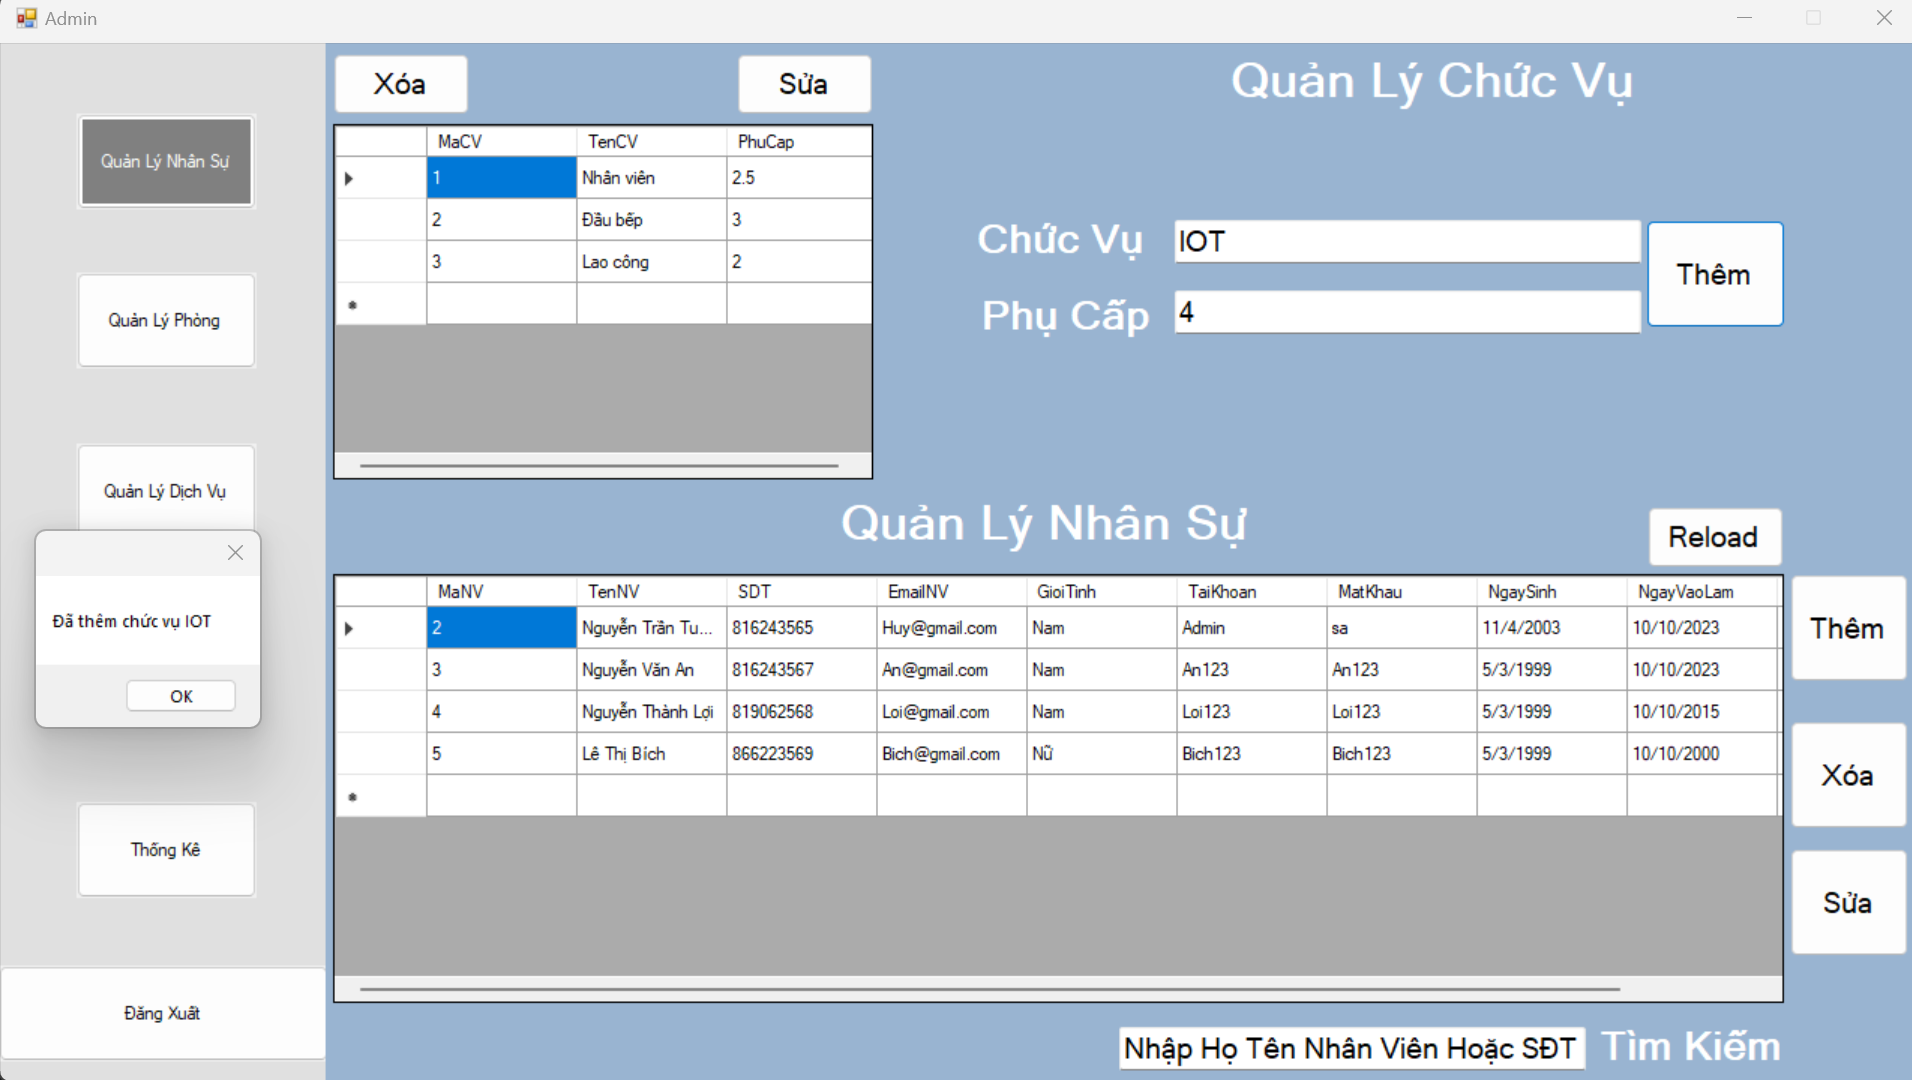 Admin
Quản Lý Nhân Sự
Quản Lý Phòng
Quản Lý Dịch Vụ
Đã thêm chức vụ IOT
OK
Thống Kê
Đăng Xuất
Xóa
Sửa
Quản Lý Chức Vụ
MaCV TenCV PhuCap
1 Nhân viên 2.5
2 Đầu bếp 3
3 Lao công 2
Chức Vụ IOT
Phụ Cấp 4
Thêm
Quản Lý Nhân Sự
Reload
MaNV TenNV SDT EmailNV GioiTinh TaiKhoan MatKhau NgaySinh NgayVaoLam
2 Nguyễn Trần Tu... 816243565 Huy@gmail.com Nam Admin sa 11/4/2003 10/10/2023
3 Nguyễn Văn An 816243567 An@gmail.com Nam An123 An123 5/3/1999 10/10/2023
4 Nguyễn Thành Lợi 819062568 Loi@gmail.com Nam Loi123 Loi123 5/3/1999 10/10/2015
5 Lê Thị Bích 866223569 Bich@gmail.com Nữ Bich123 Bich123 5/3/1999 10/10/2000
Thêm
Xóa
Sửa
Nhập Họ Tên Nhân Viên Hoặc SĐT Tìm Kiếm